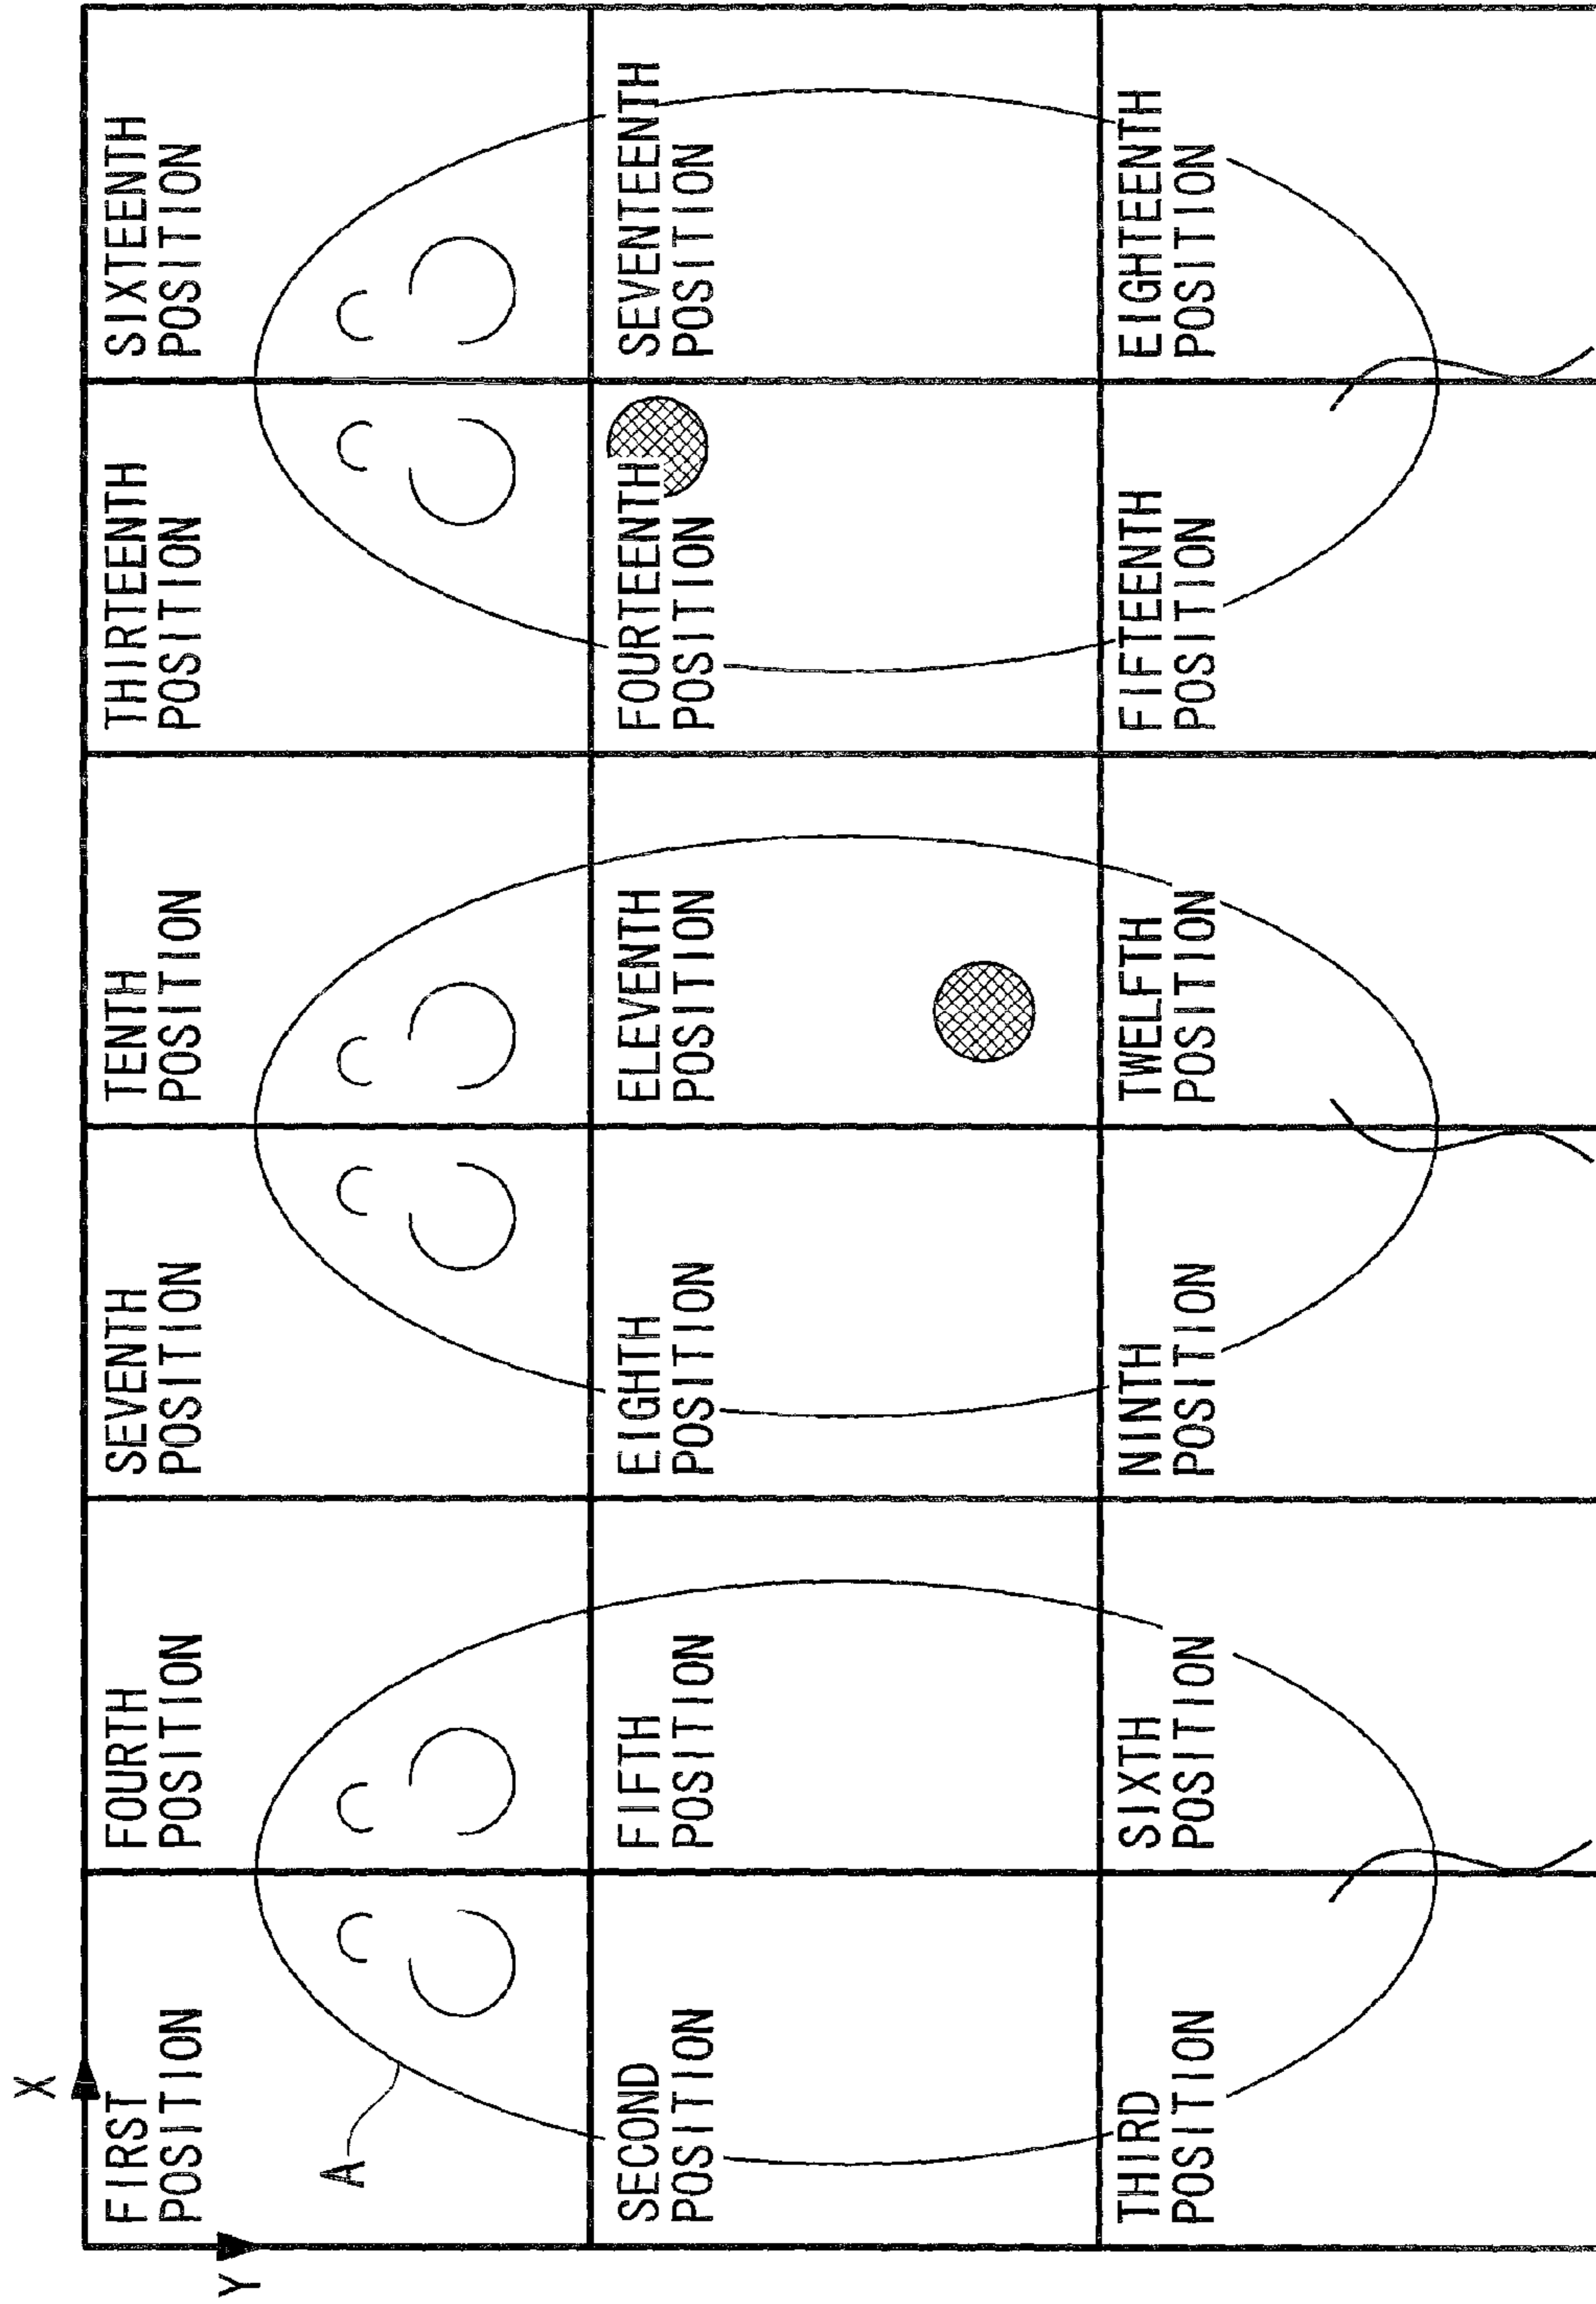 X
Y
A
FIRST
POSITION
SECOND
POSITION
THIRD
POSITION
FOURTH
POSITION
FIFTH
POSITION
SIXTH
POSITION
SEVENTH
POSITION
EIGHTH
POSITION
NINTH
POSITION
TENTH
POSITION
ELEVENTH
POSITION
TWELFTH
POSITION
THIRTEENTH
POSITION
FOURTEENTH
POSITION
FIFTEENTH
POSITION
SIXTEENTH
POSITION
SEVENTEENTH
POSITION
EIGHTEENTH
POSITION